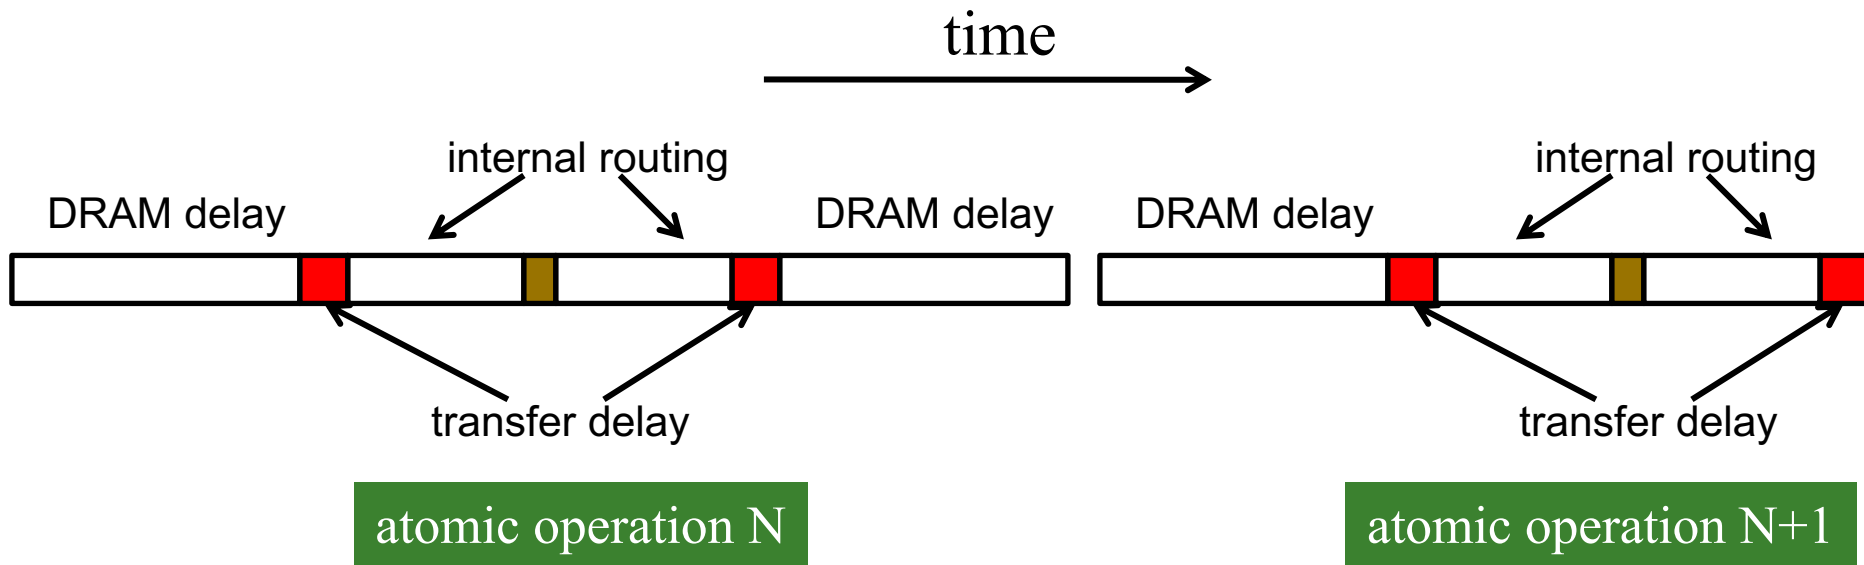 time
internal routing
internal routing
DRAM delay
DRAM delay
DRAM delay
transfer delay
transfer delay
atomic operation N
atomic operation N+1